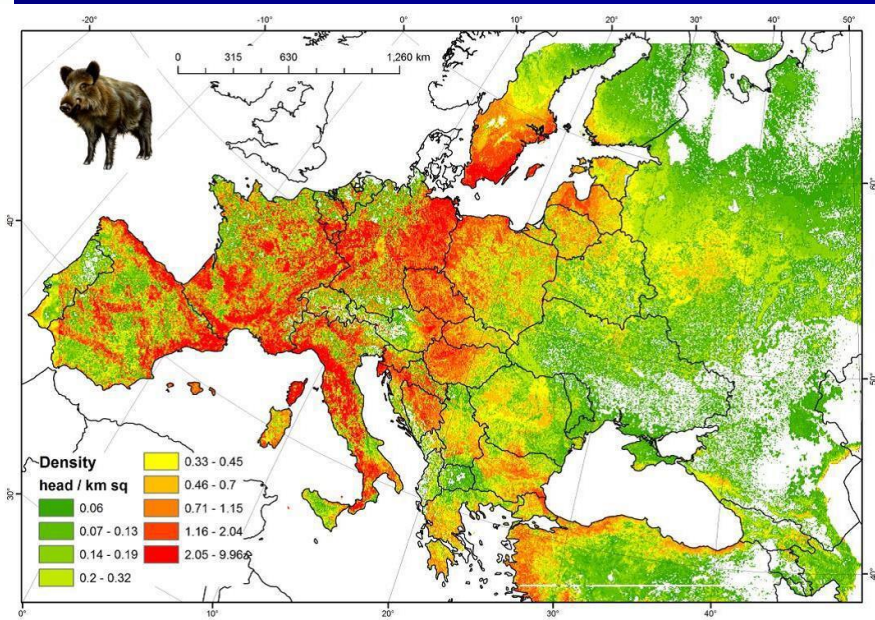 -20° -10° 0° 10° 20° 30° 40° 50°
0 315 630 1,260 km
60°
40°
50°
30°
40°
Density
head / km sq
0.06
0.07 - 0.13
0.14 - 0.19
0.2 - 0.32
0.33 - 0.45
0.46 - 0.7
0.71 - 1.15
1.16 - 2.04
2.05 - 9.96
0° 10° 20° 30° 40°